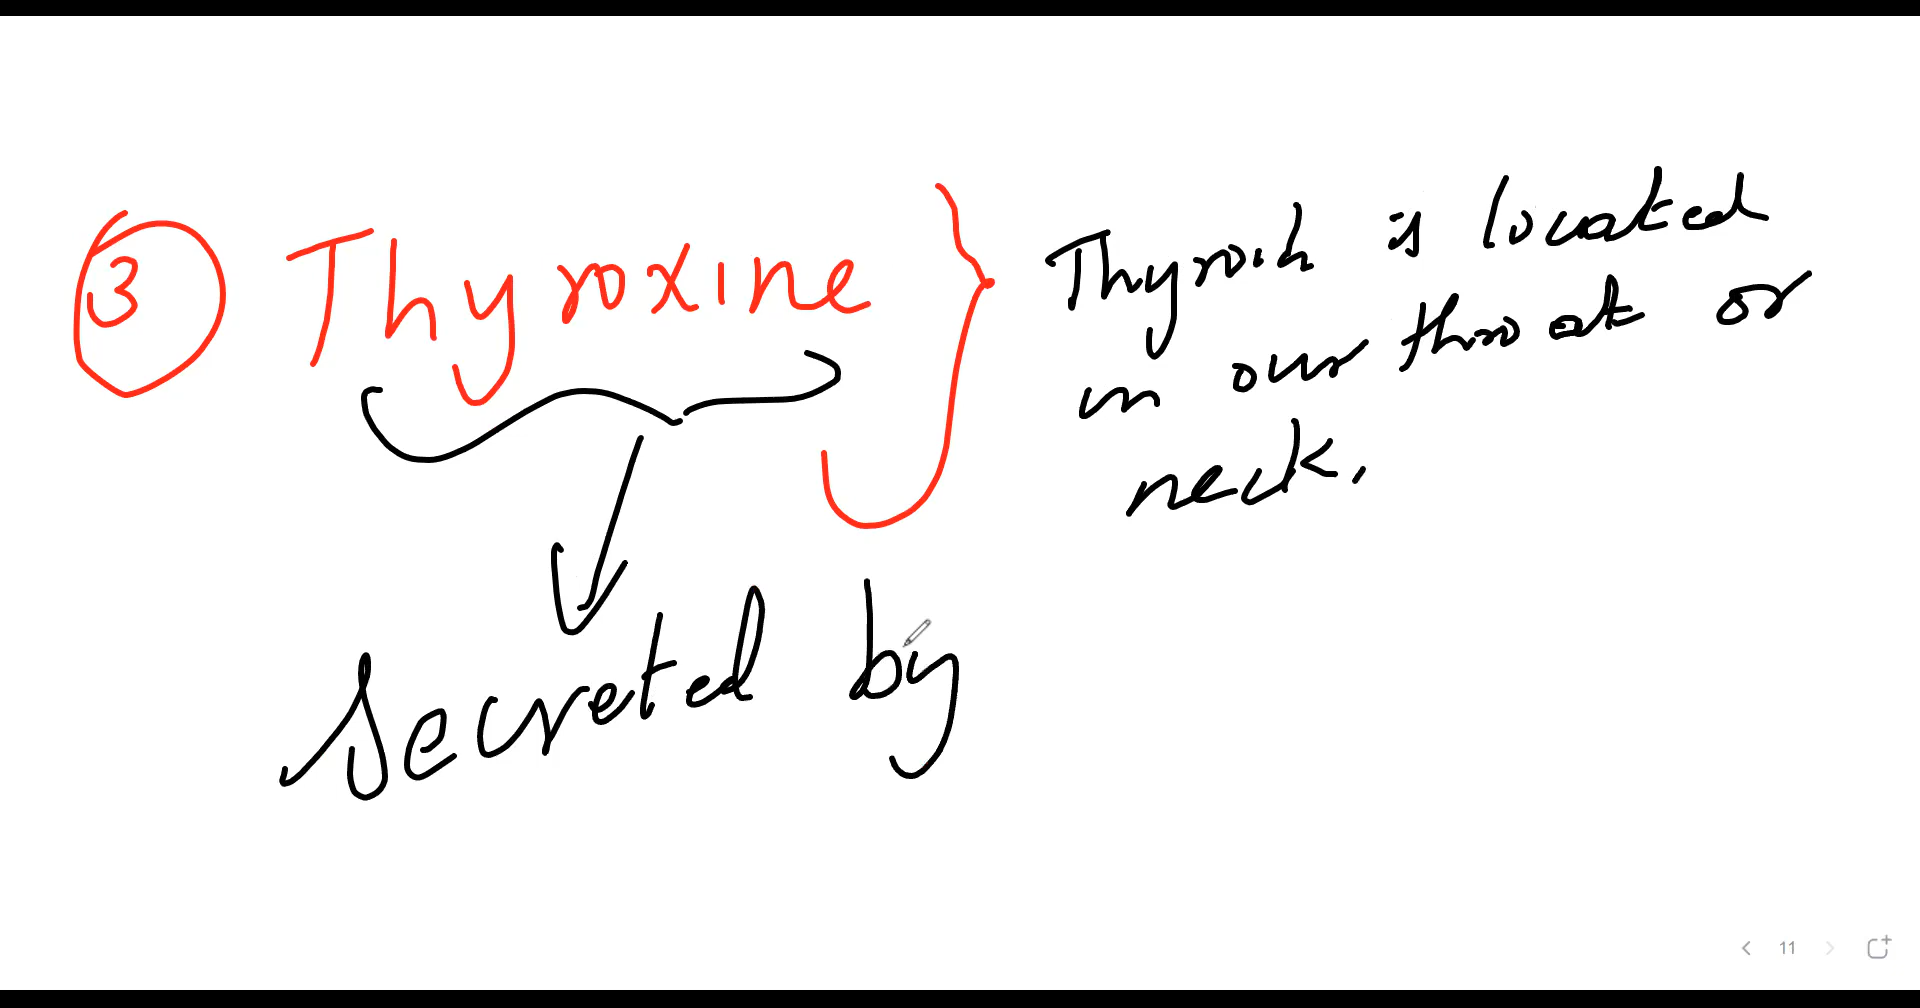 3 Thyroxine
Thyroid is located
in our throat or
neck.
Secreted by
11